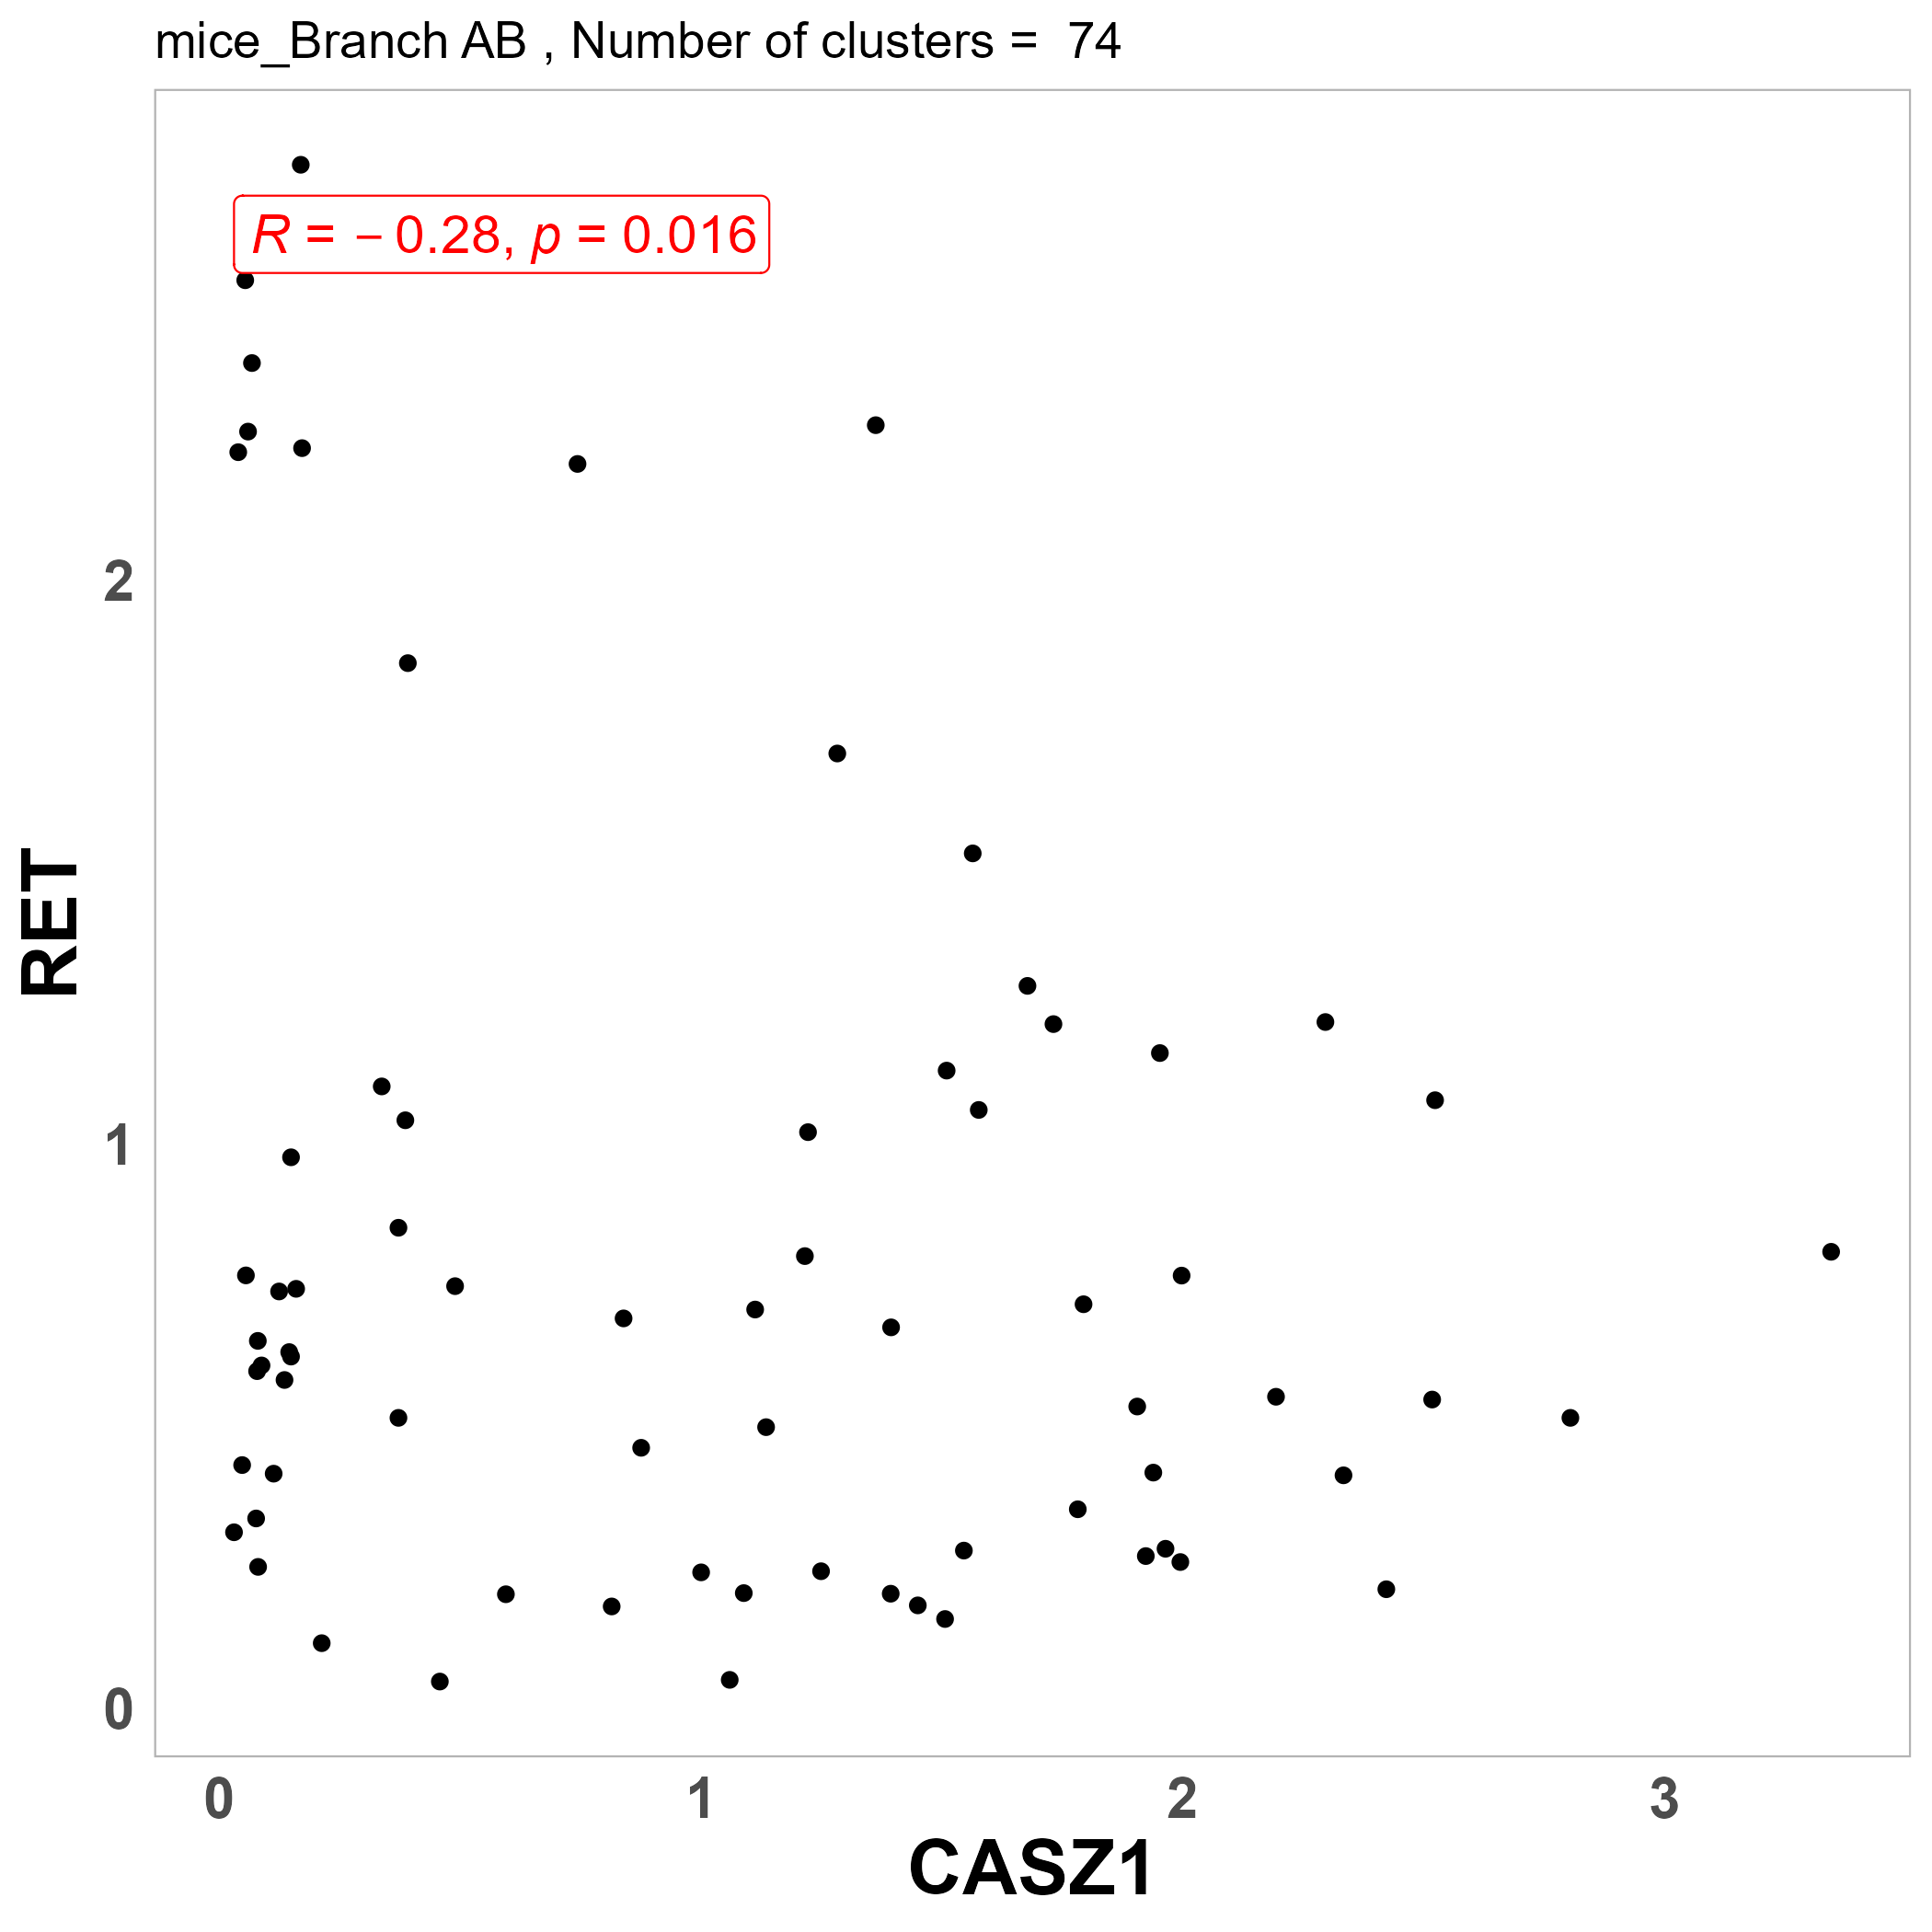 mice_Branch AB , Number of clusters =  74
R = − 0.28, p = 0.016
2
1
0
RET
0 1 2 3
CASZ1